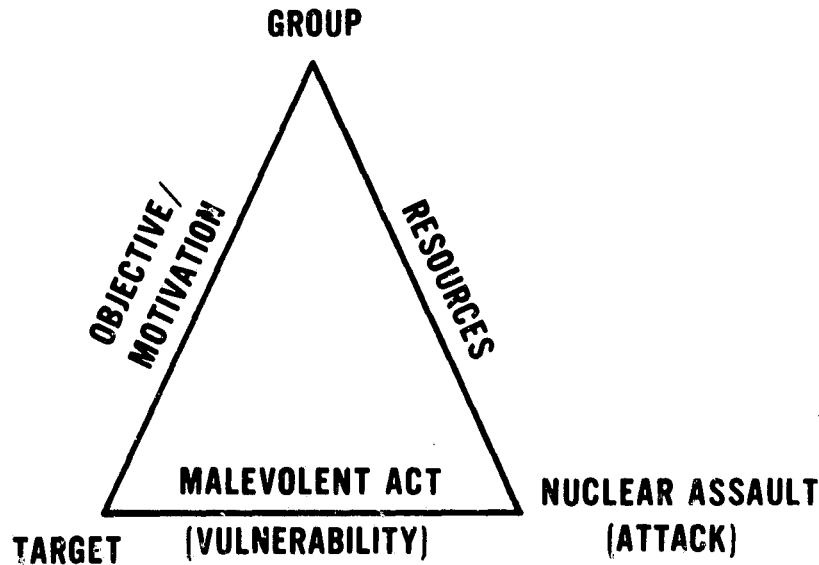 GROUP
OBJECTIVE/
MOTIVATION
RESOURCES
MALEVOLENT ACT
(VULNERABILITY)
TARGET
NUCLEAR ASSAULT
(ATTACK)